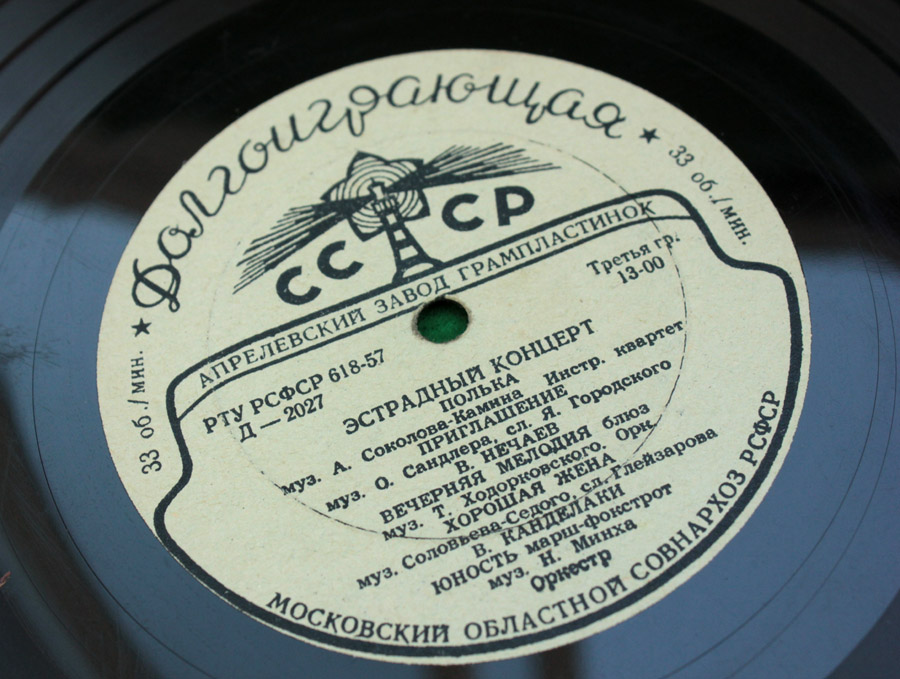 Долгоиграющая
★ 33 об./мин.
★ 33 об./мин.
СССР
АПРЕЛЕВСКИЙ ЗАВОД ГРАМПЛАСТИНОК
Третья гр.
13-00
РТУ РСФСР 618-57
Д — 2027
ЭСТРАДНЫЙ КОНЦЕРТ
ПОЛЬКА
муз. А. Соколова-Камина Инстр. квартет
ПРИГЛАШЕНИЕ
муз. О. Сандлера, сл. Я. Городского
В. НЕЧАЕВ
ВЕЧЕРНЯЯ МЕЛОДИЯ блюз
муз. Т. Ходорковского, Орк.
ХОРОШАЯ ЖЕНА
муз. Соловьева-Седого, сл. Глейзарова
В. КАНДЕЛАКИ
ЮНОСТЬ марш-фокстрот
муз. Н. Минха
Оркестр
МОСКОВСКИЙ ОБЛАСТНОЙ СОВНАРХОЗ РСФСР